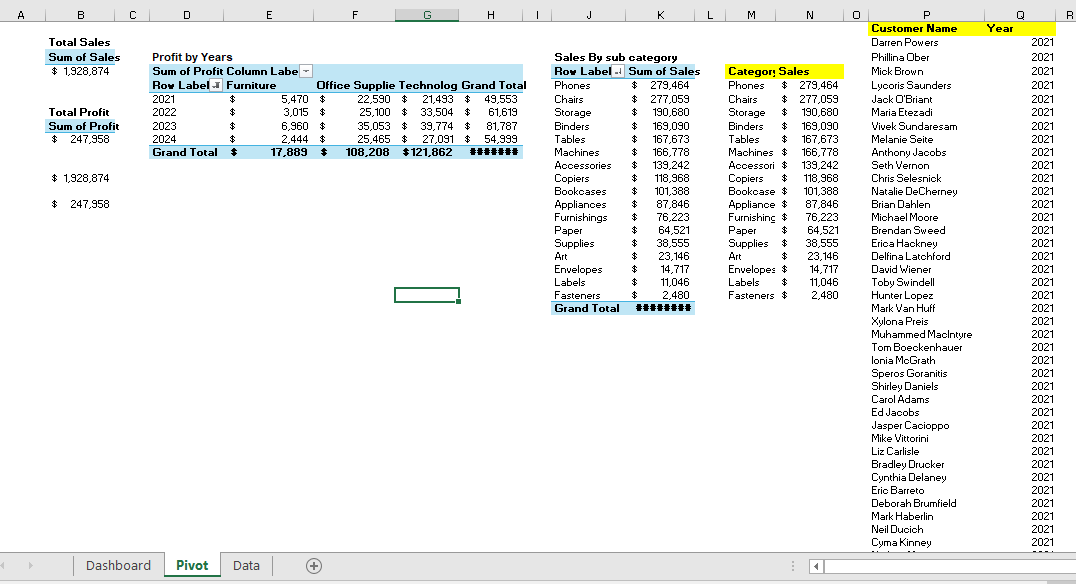 A B C D E F G H I J K L M N O P Q R
Customer Name Year
Total Sales Darren Powers 2021
Sum of Sales Profit by Years Sales By sub category Phillina Ober 2021
$ 1,928,874 Sum of Profit Column Labe Row Label Sum of Sales Category Sales Mick Brown 2021
Row Label Furniture Office Supplie Technolog Grand Total Phones $ 279,464 Phones $ 279,464 Lycoris Saunders 2021
2021 $ 5,470 $ 22,590 $ 21,493 $ 49,553 Chairs $ 277,059 Chairs $ 277,059 Jack O'Briant 2021
Total Profit 2022 $ 3,015 $ 25,100 $ 33,504 $ 61,619 Storage $ 190,680 Storage $ 190,680 Maria Etezadi 2021
Sum of Profit 2023 $ 6,960 $ 35,053 $ 39,774 $ 81,787 Binders $ 169,090 Binders $ 169,090 Vivek Sundaresam 2021
$ 247,958 2024 $ 2,444 $ 25,465 $ 27,091 $ 54,999 Tables $ 167,673 Tables $ 167,673 Melanie Seite 2021
Grand Total $ 17,889 $ 108,208 $ 121,862 ####### Machines $ 166,778 Machines $ 166,778 Anthony Jacobs 2021
Accessories $ 139,242 Accessori $ 139,242 Seth Vernon 2021
$ 1,928,874 Copiers $ 118,968 Copiers $ 118,968 Chris Selesnick 2021
Bookcases $ 101,388 Bookcase $ 101,388 Natalie DeCherney 2021
$ 247,958 Appliances $ 87,846 Appliance $ 87,846 Brian Dahlen 2021
Furnishings $ 76,223 Furnishing $ 76,223 Michael Moore 2021
Paper $ 64,521 Paper $ 64,521 Brendan Sweed 2021
Supplies $ 38,555 Supplies $ 38,555 Erica Hackney 2021
Art $ 23,146 Art $ 23,146 Delfina Latchford 2021
Envelopes $ 14,717 Envelopes $ 14,717 David Wiener 2021
Labels $ 11,046 Labels $ 11,046 Toby Swindell 2021
Fasteners $ 2,480 Fasteners $ 2,480 Hunter Lopez 2021
Grand Total ######## Mark Van Huff 2021
Xylona Preis 2021
Muhammed MacIntyre 2021
Tom Boeckenhauer 2021
Ionia McGrath 2021
Speros Goranitis 2021
Shirley Daniels 2021
Carol Adams 2021
Ed Jacobs 2021
Jasper Cacioppo 2021
Mike Vittorini 2021
Liz Carlisle 2021
Bradley Drucker 2021
Cynthia Delaney 2021
Eric Barreto 2021
Deborah Brumfield 2021
Mark Haberlin 2021
Neil Ducich 2021
Cyma Kinney 2021
Dashboard Pivot Data